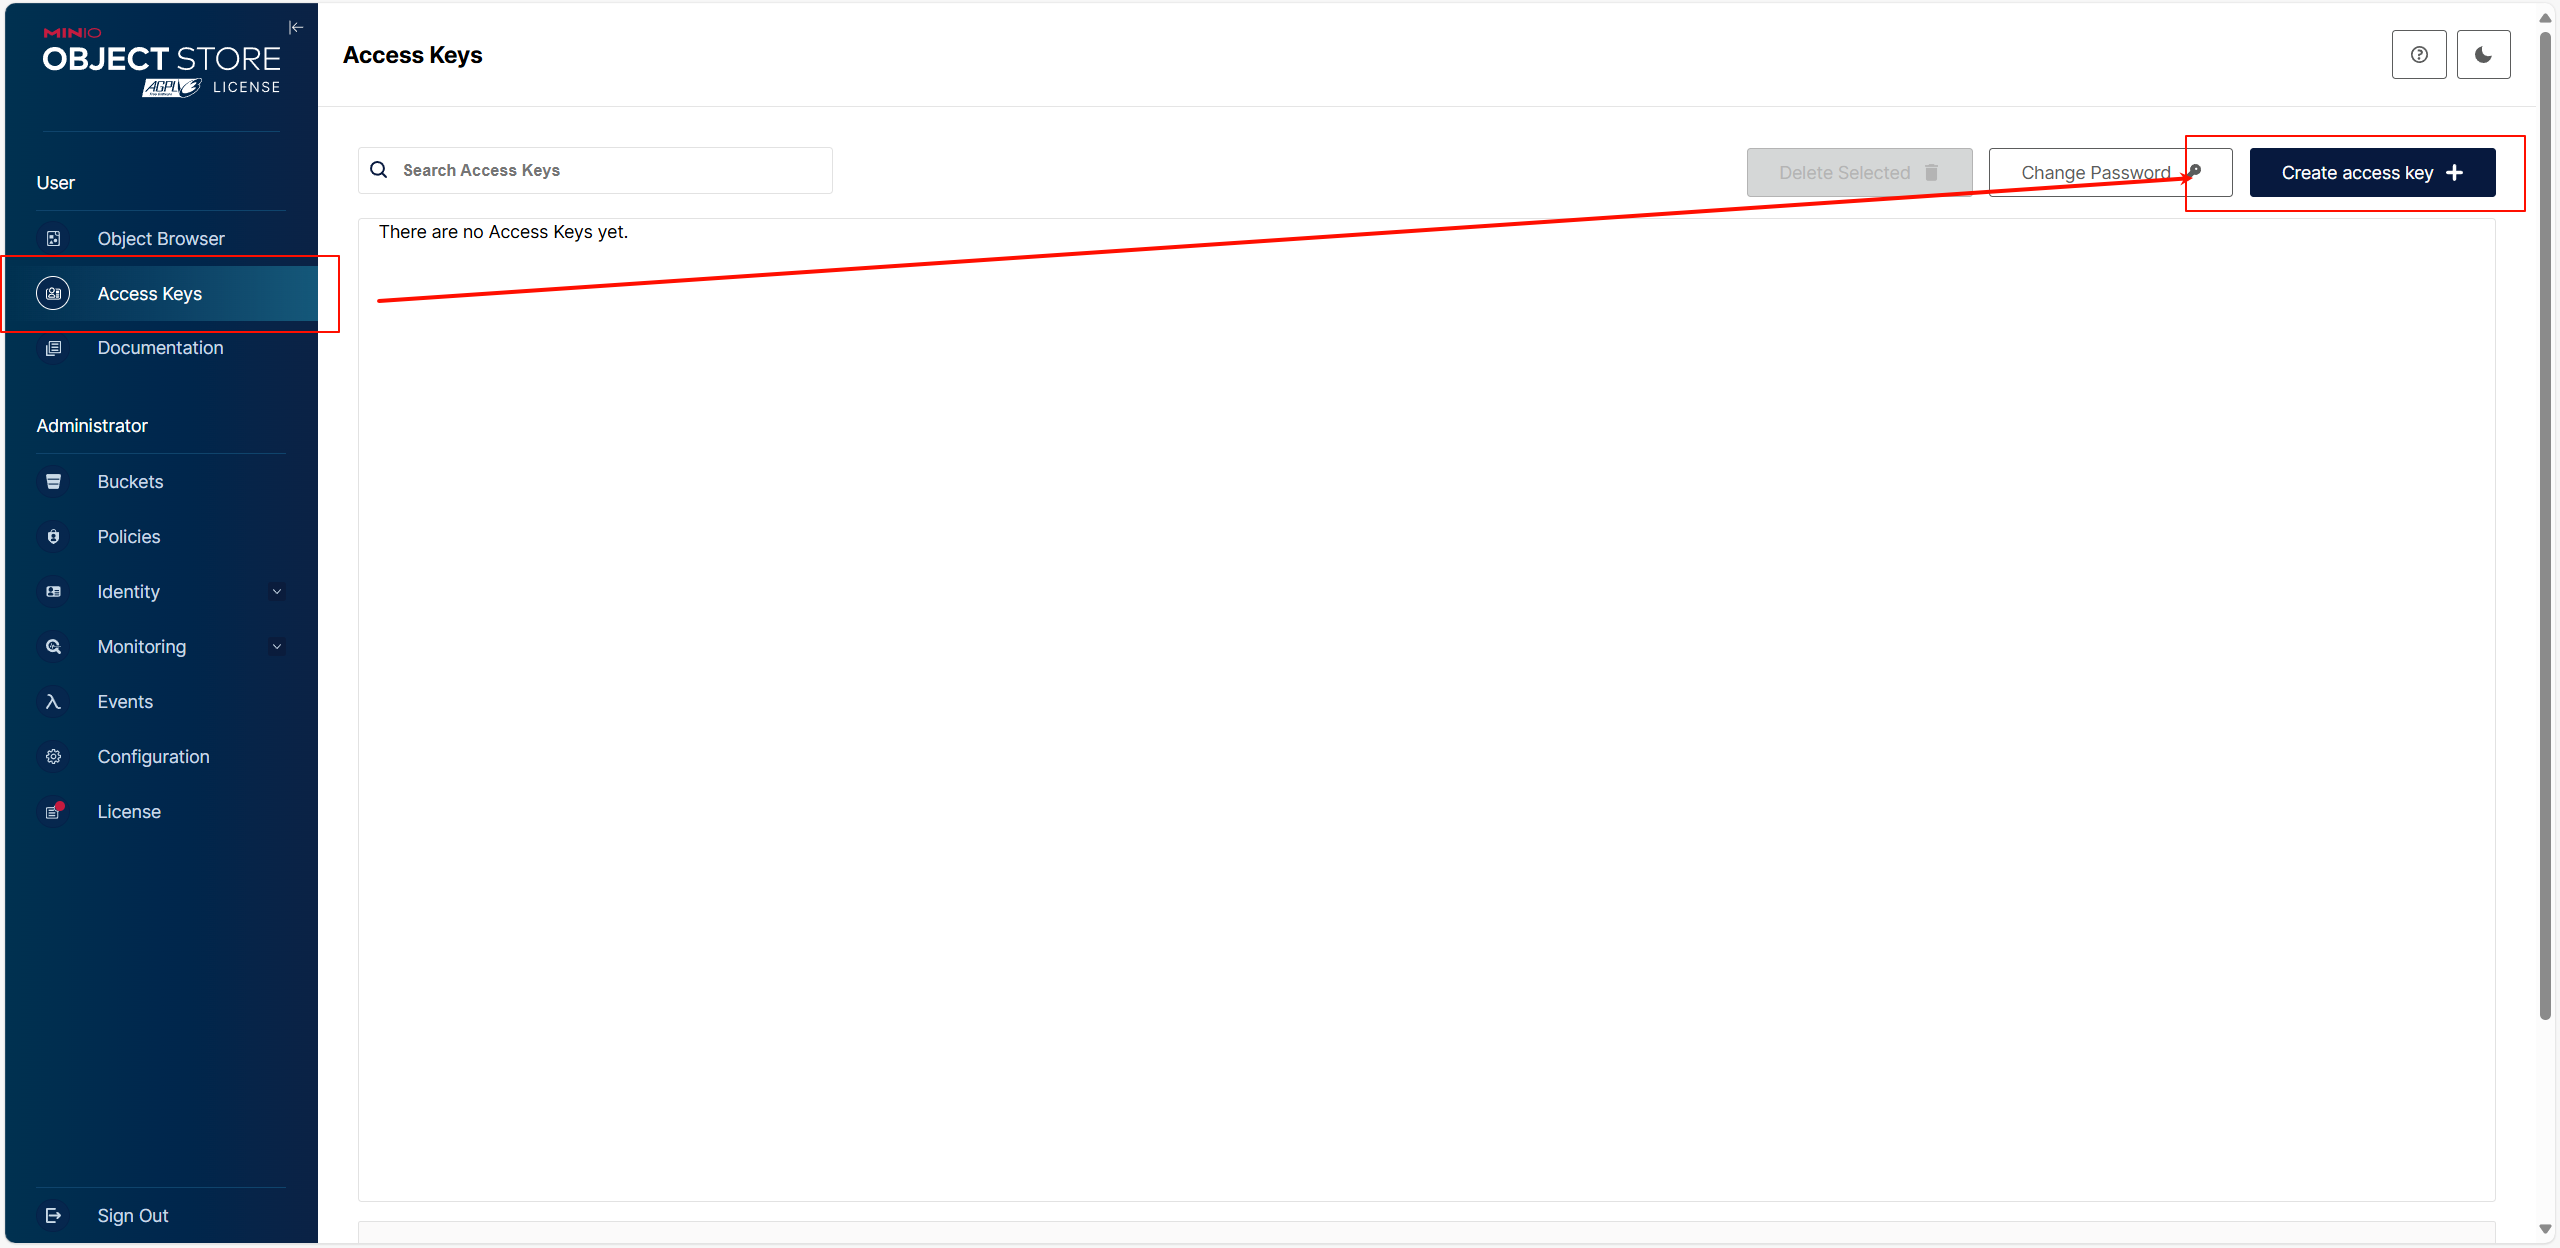 MINIO
OBJECT STORE
AGPL LICENSE
User
Object Browser
Access Keys
Documentation
Administrator
Buckets
Policies
Identity
Monitoring
Events
Configuration
License
Sign Out
Access Keys
Search Access Keys
Delete Selected
Change Password
Create access key
There are no Access Keys yet.